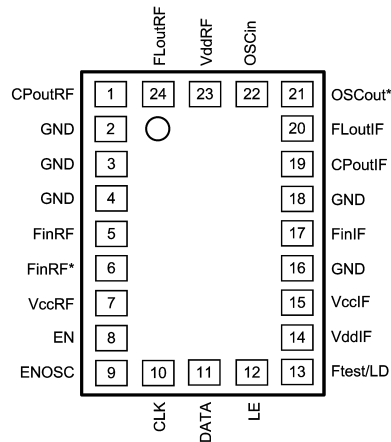 FLoutRF VddRF OSCin
CPoutRF 1 24 23 22 21 OSCout*
GND 2 20 FLoutIF
GND 3 19 CPoutIF
GND 4 18 GND
FinRF 5 17 FinIF
FinRF* 6 16 GND
VccRF 7 15 VccIF
EN 8 14 VddIF
ENOSC 9 10 11 12 13 Ftest/LD
CLK DATA LE